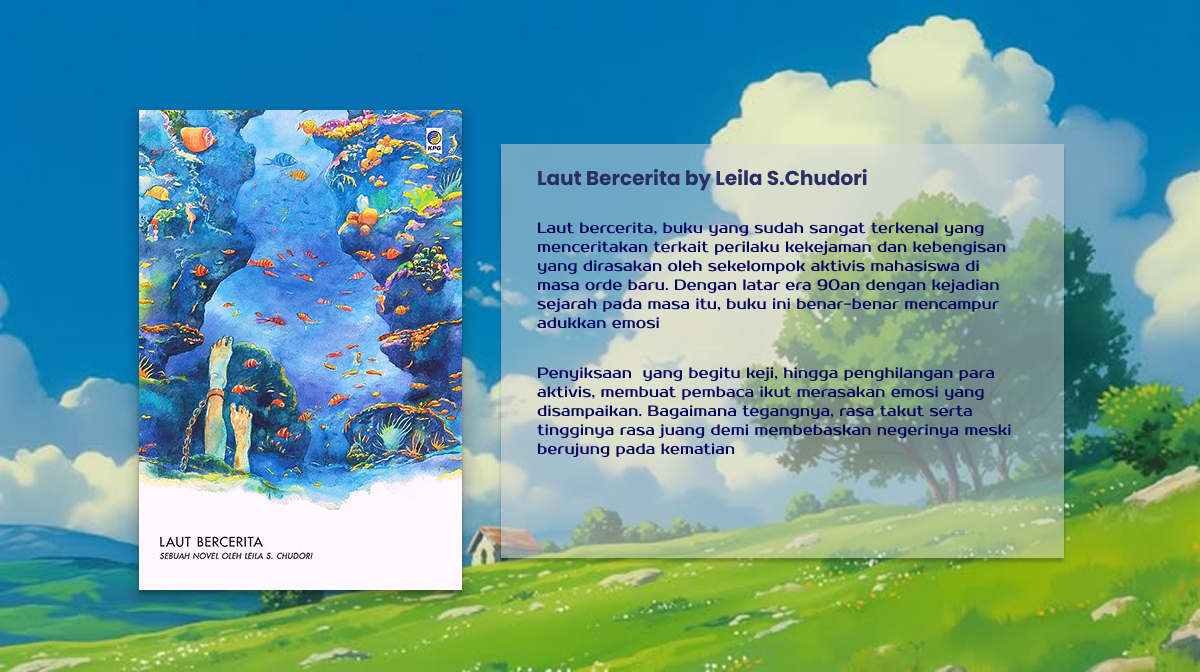 KPG
LAUT BERCERITA
SEBUAH NOVEL OLEH LEILA S. CHUDORI
Laut Bercerita by Leila S.Chudori
Laut bercerita, buku yang sudah sangat terkenal yang
menceritakan terkait perilaku kekejaman dan kebengisan
yang dirasakan oleh sekelompok aktivis mahasiswa di
masa orde baru. Dengan latar era 90an dengan kejadian
sejarah pada masa itu, buku ini benar-benar mencampur
adukkan emosi
Penyiksaan  yang begitu keji, hingga penghilangan para
aktivis, membuat pembaca ikut merasakan emosi yang
disampaikan. Bagaimana tegangnya, rasa takut serta
tingginya rasa juang demi membebaskan negerinya meski
berujung pada kematian